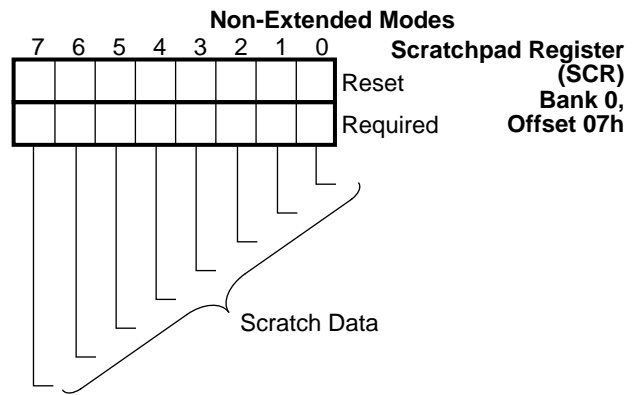 Non-Extended Modes
7 6 5 4 3 2 1 0
Scratchpad Register
(SCR)
Bank 0,
Offset 07h
Reset
Required
Scratch Data